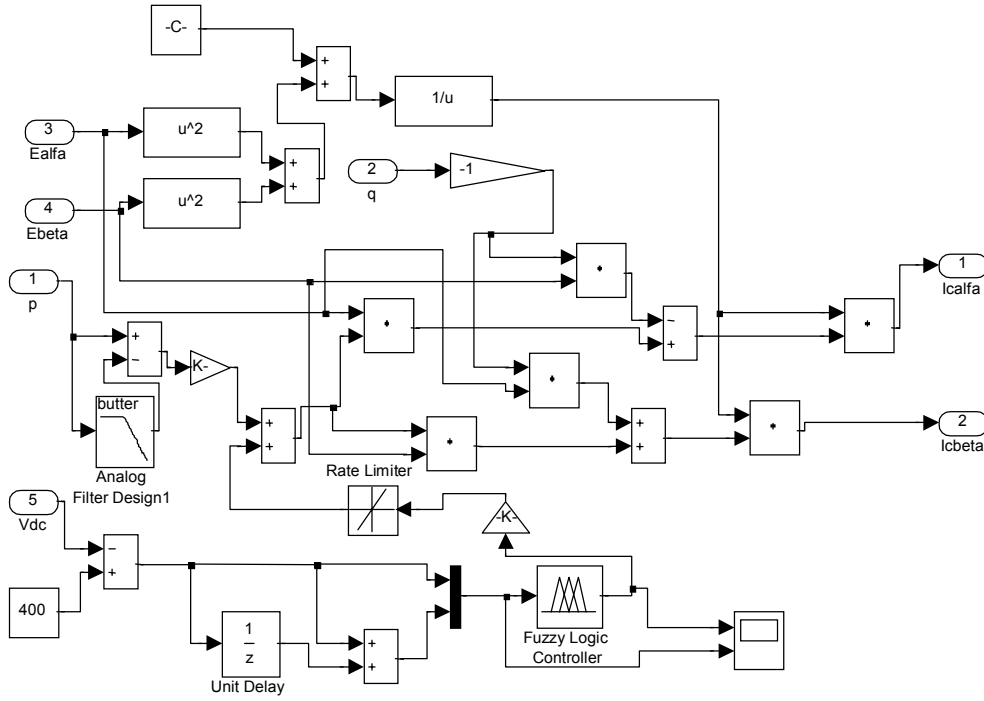 -C-
+
+
1/u
3
Ealfa
u^2
+
+
2
q
-1
4
Ebeta
u^2
1
p
+
−
K-
−
+
1
Icalfa
butter
Analog
Filter Design1
+
+
+
+
2
Icbeta
Rate Limiter
5
Vdc
-K-
−
+
400
1
z
Unit Delay
+
+
Fuzzy Logic
Controller